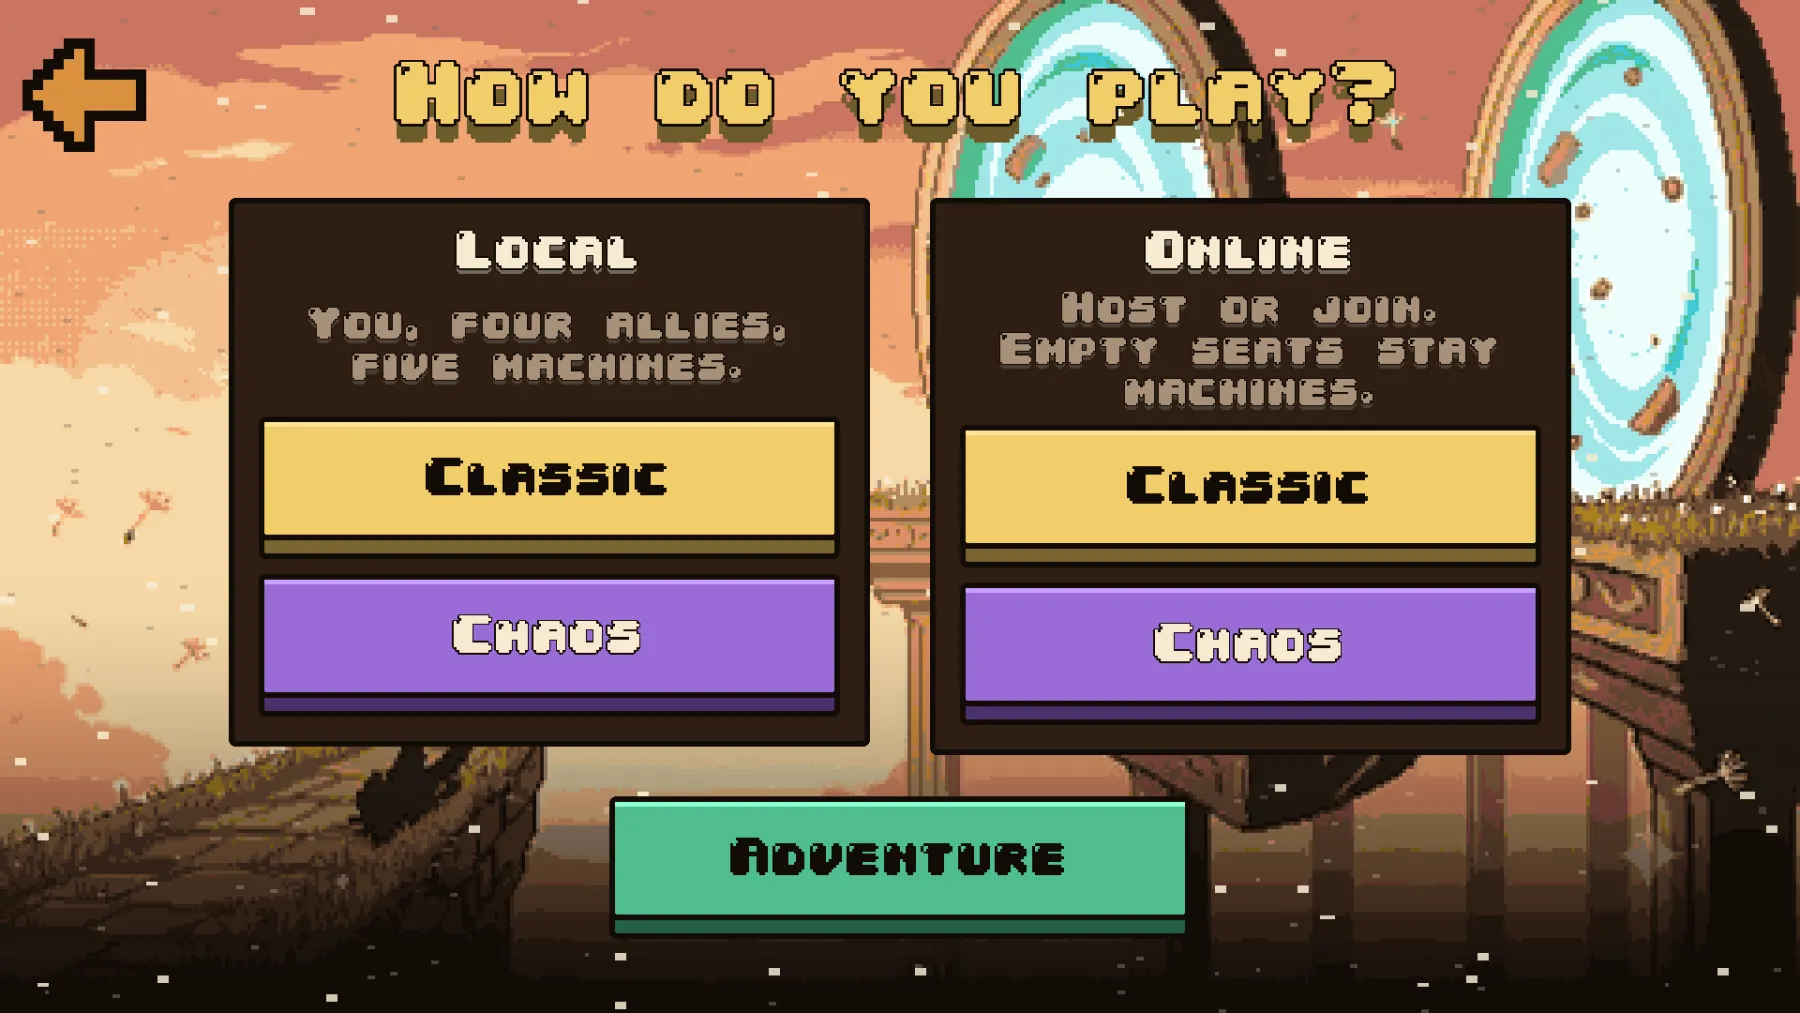 How do you play?
Local
You, four allies,
five machines.
Classic
Chaos
Online
Host or join.
Empty seats stay
machines.
Classic
Chaos
Adventure